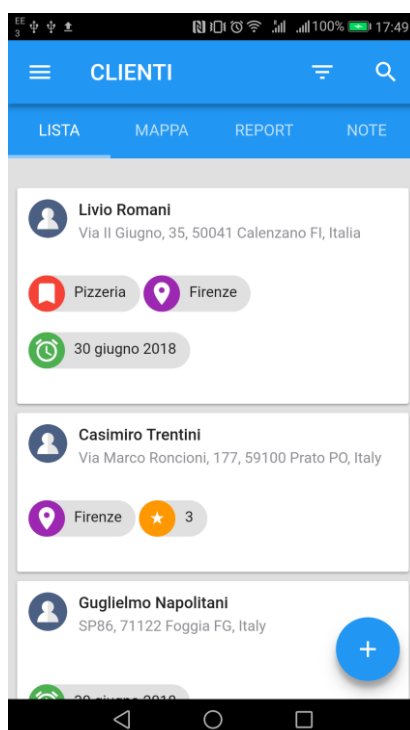 EE
3
100% 17:49
CLIENTI
LISTA MAPPA REPORT NOTE
Livio Romani
Via II Giugno, 35, 50041 Calenzano FI, Italia
Pizzeria Firenze
30 giugno 2018
Casimiro Trentini
Via Marco Roncioni, 177, 59100 Prato PO, Italy
Firenze 3
Guglielmo Napolitani
SP86, 71122 Foggia FG, Italy